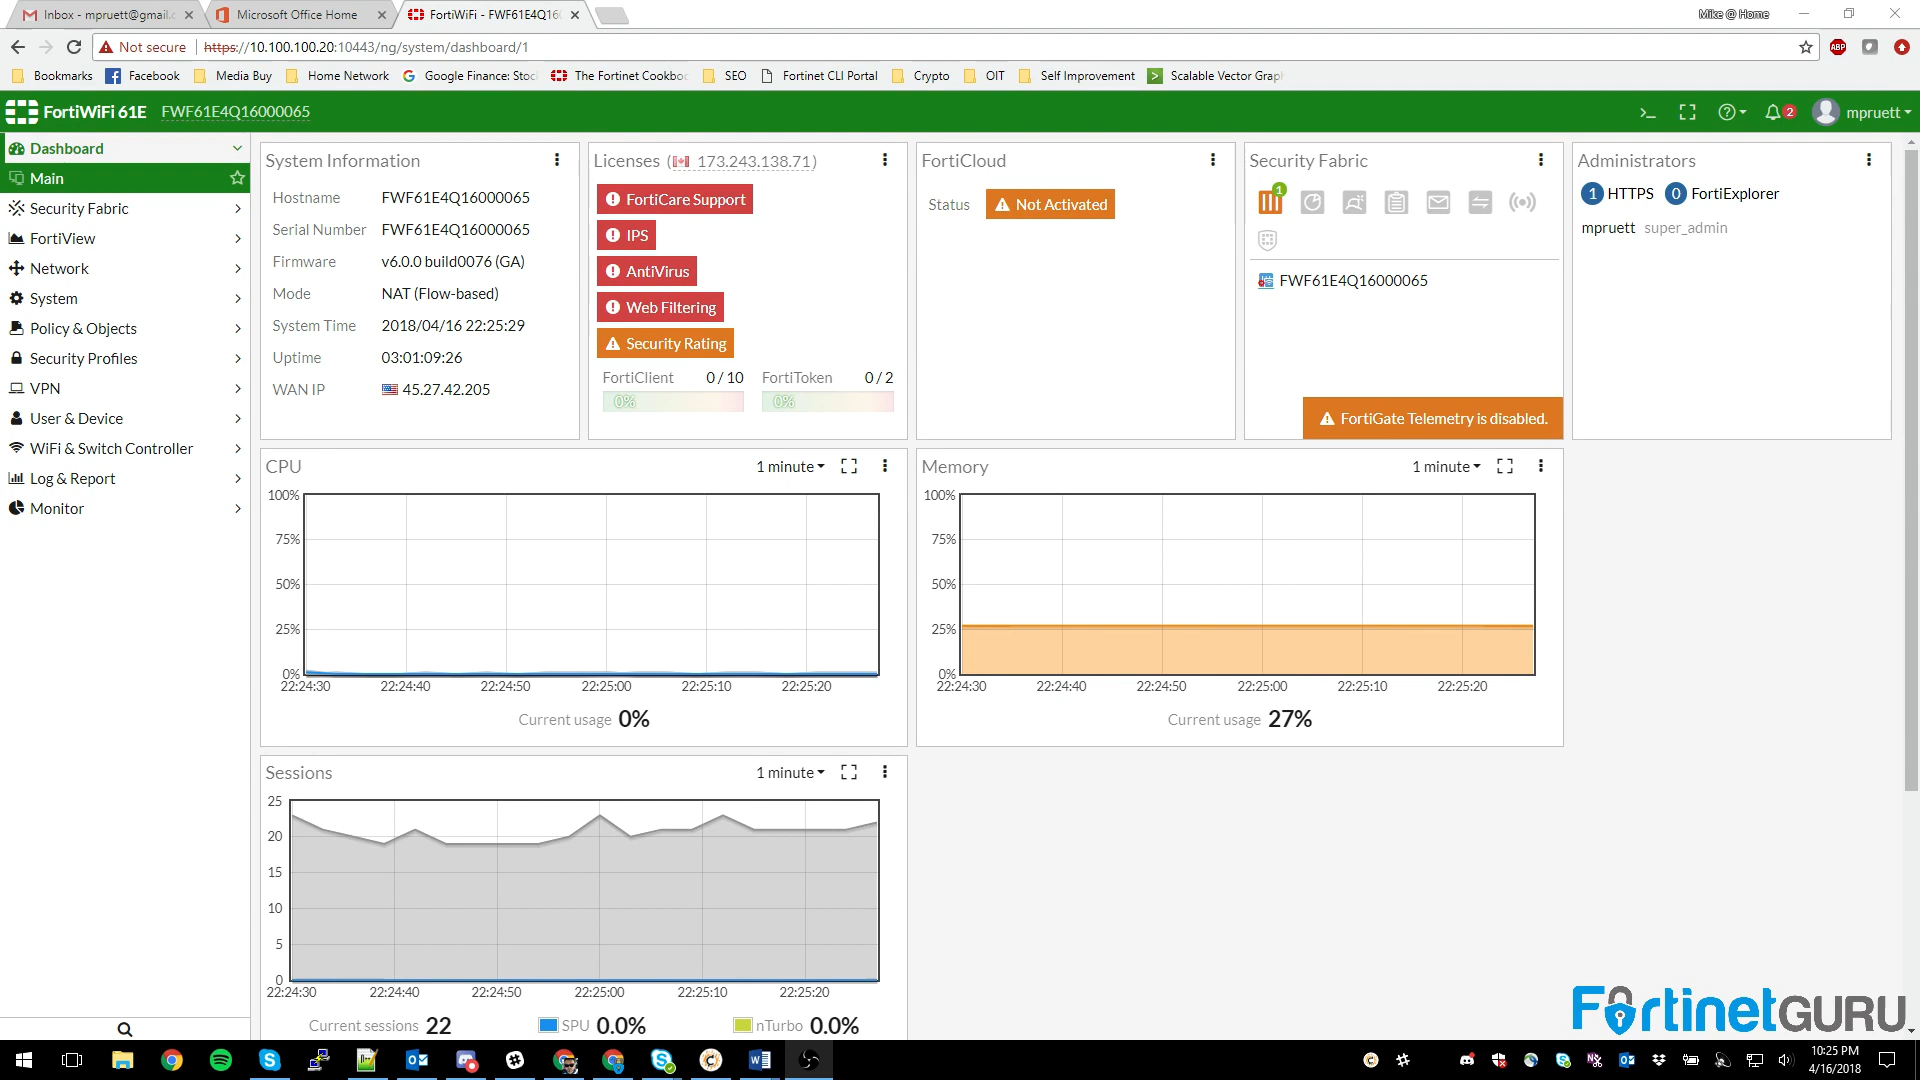 Inbox - mpruett@gmail.c
Microsoft Office Home
FortiWiFi - FWF61E4Q16
Mike @ Home
Not secure
https://10.100.100.20:10443/ng/system/dashboard/1
ABP
Bookmarks
Facebook
Media Buy
Home Network
Google Finance: Stoc
The Fortinet Cookbo
SEO
Fortinet CLI Portal
Crypto
OIT
Self Improvement
Scalable Vector Grap
FortiWiFi 61E
FWF61E4Q16000065
2
mpruett
Dashboard
Main
Security Fabric
FortiView
Network
System
Policy & Objects
Security Profiles
VPN
User & Device
WiFi & Switch Controller
Log & Report
Monitor
System Information
Hostname FWF61E4Q16000065
Serial Number FWF61E4Q16000065
Firmware v6.0.0 build0076 (GA)
Mode NAT (Flow-based)
System Time 2018/04/16 22:25:29
Uptime 03:01:09:26
WAN IP 45.27.42.205
Licenses (173.243.138.71)
FortiCare Support
IPS
AntiVirus
Web Filtering
Security Rating
FortiClient 0 / 10
0%
FortiToken 0 / 2
0%
FortiCloud
Status Not Activated
Security Fabric
1
FWF61E4Q16000065
FortiGate Telemetry is disabled.
Administrators
1 HTTPS 0 FortiExplorer
mpruett super_admin
CPU
1 minute
100%
75%
50%
25%
0%
22:24:30 22:24:40 22:24:50 22:25:00 22:25:10 22:25:20
Current usage 0%
Memory
1 minute
100%
75%
50%
25%
0%
22:24:30 22:24:40 22:24:50 22:25:00 22:25:10 22:25:20
Current usage 27%
Sessions
1 minute
25
20
15
10
5
0
22:24:30 22:24:40 22:24:50 22:25:00 22:25:10 22:25:20
Current sessions 22
SPU 0.0%
nTurbo 0.0%
FortinetGURU
10:25 PM
4/16/2018